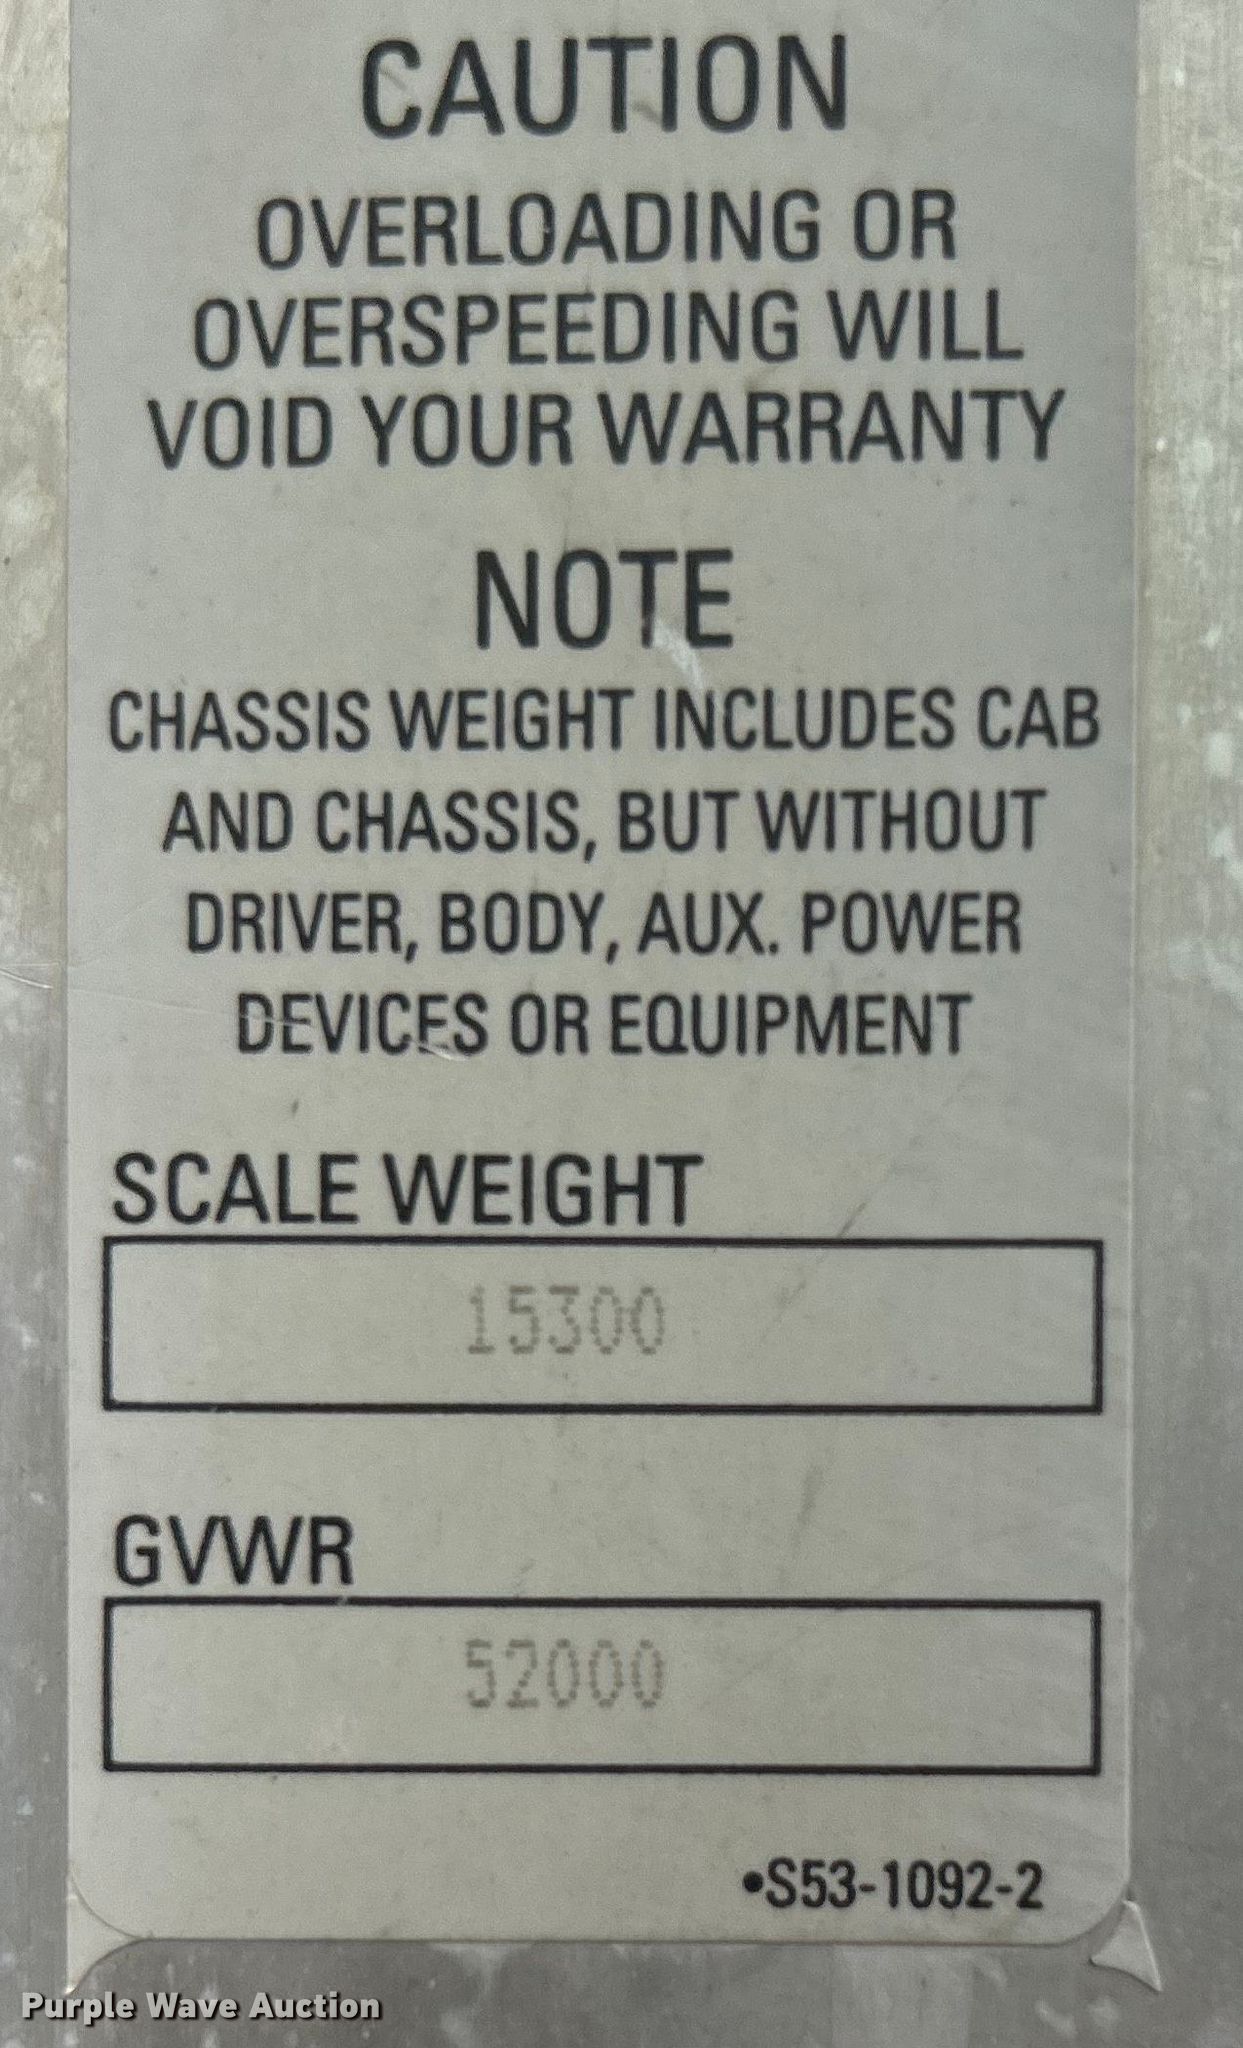 CAUTION
OVERLOADING OR
OVERSPEEDING WILL
VOID YOUR WARRANTY
NOTE
CHASSIS WEIGHT INCLUDES CAB
AND CHASSIS, BUT WITHOUT
DRIVER, BODY, AUX. POWER
DEVICES OR EQUIPMENT
SCALE WEIGHT
15300
GVWR
52000
•S53-1092-2
Purple Wave Auction